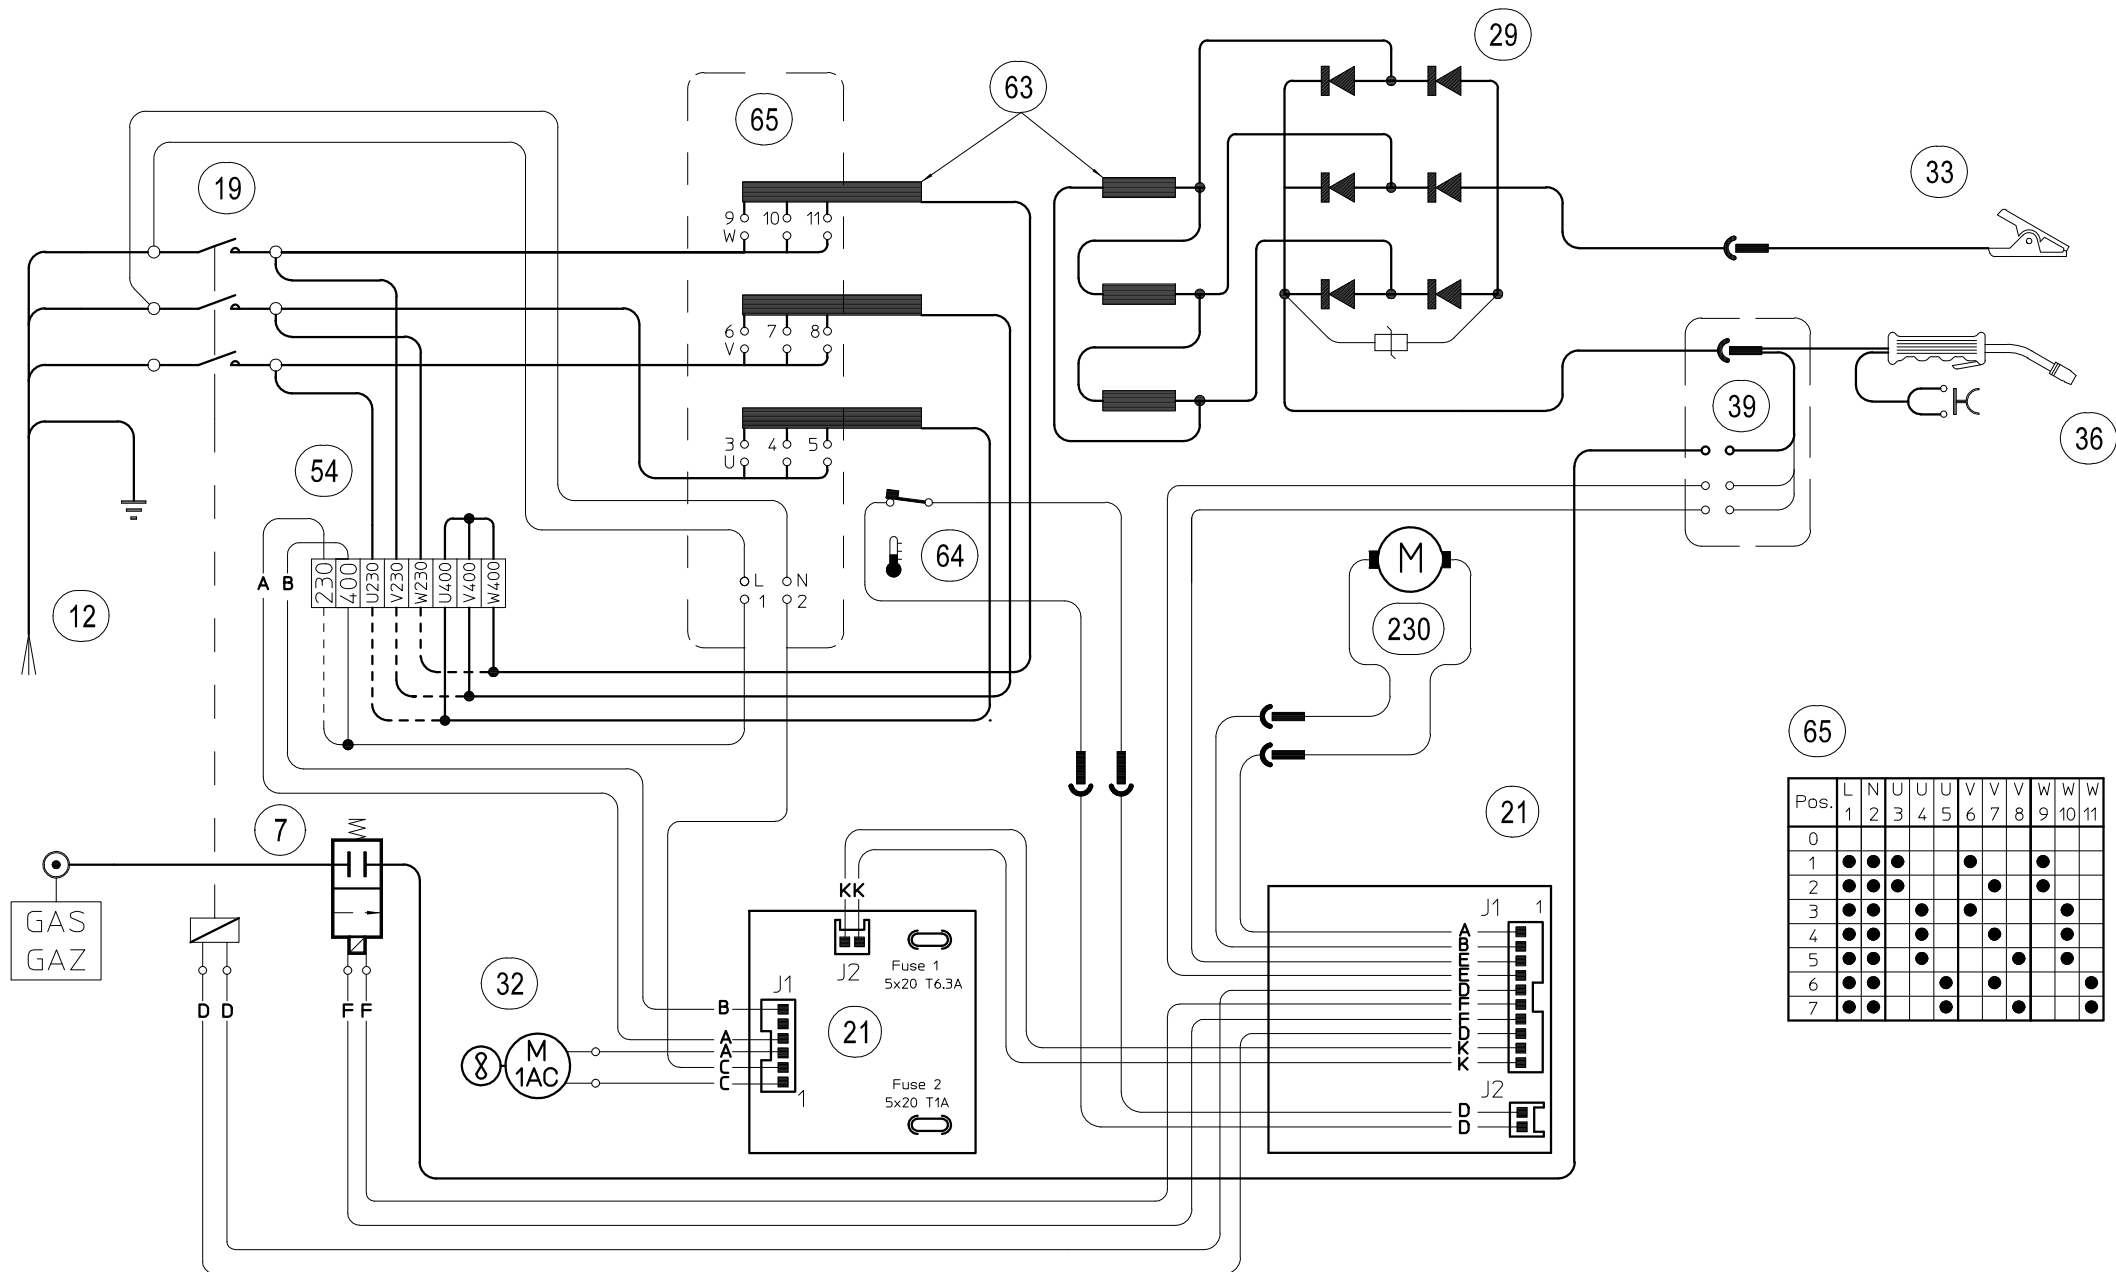 29
63
65
33
19
9 10 11
W
6 7 8
V
39
3 4 5
U
36
54
M
64
A B 230 400 U230 V230 W230 U400 V400 W400
L N
1 2
12
230
65
Pos. L 1 N 2 U 3 U 4 U 5 V 6 V 7 V 8 W 9 W 10 W 11
0
1
2
3
4
5
6
7
7
21
KK
GAS
GAZ
J1 1
A
B
E
E
D
F
F
D
K
K
J2
D
D
J2
Fuse 1
5x20 T6.3A
32
J1
D D
F F
B
21
A
A
C
C
1
M
1AC
8
Fuse 2
5x20 T1A